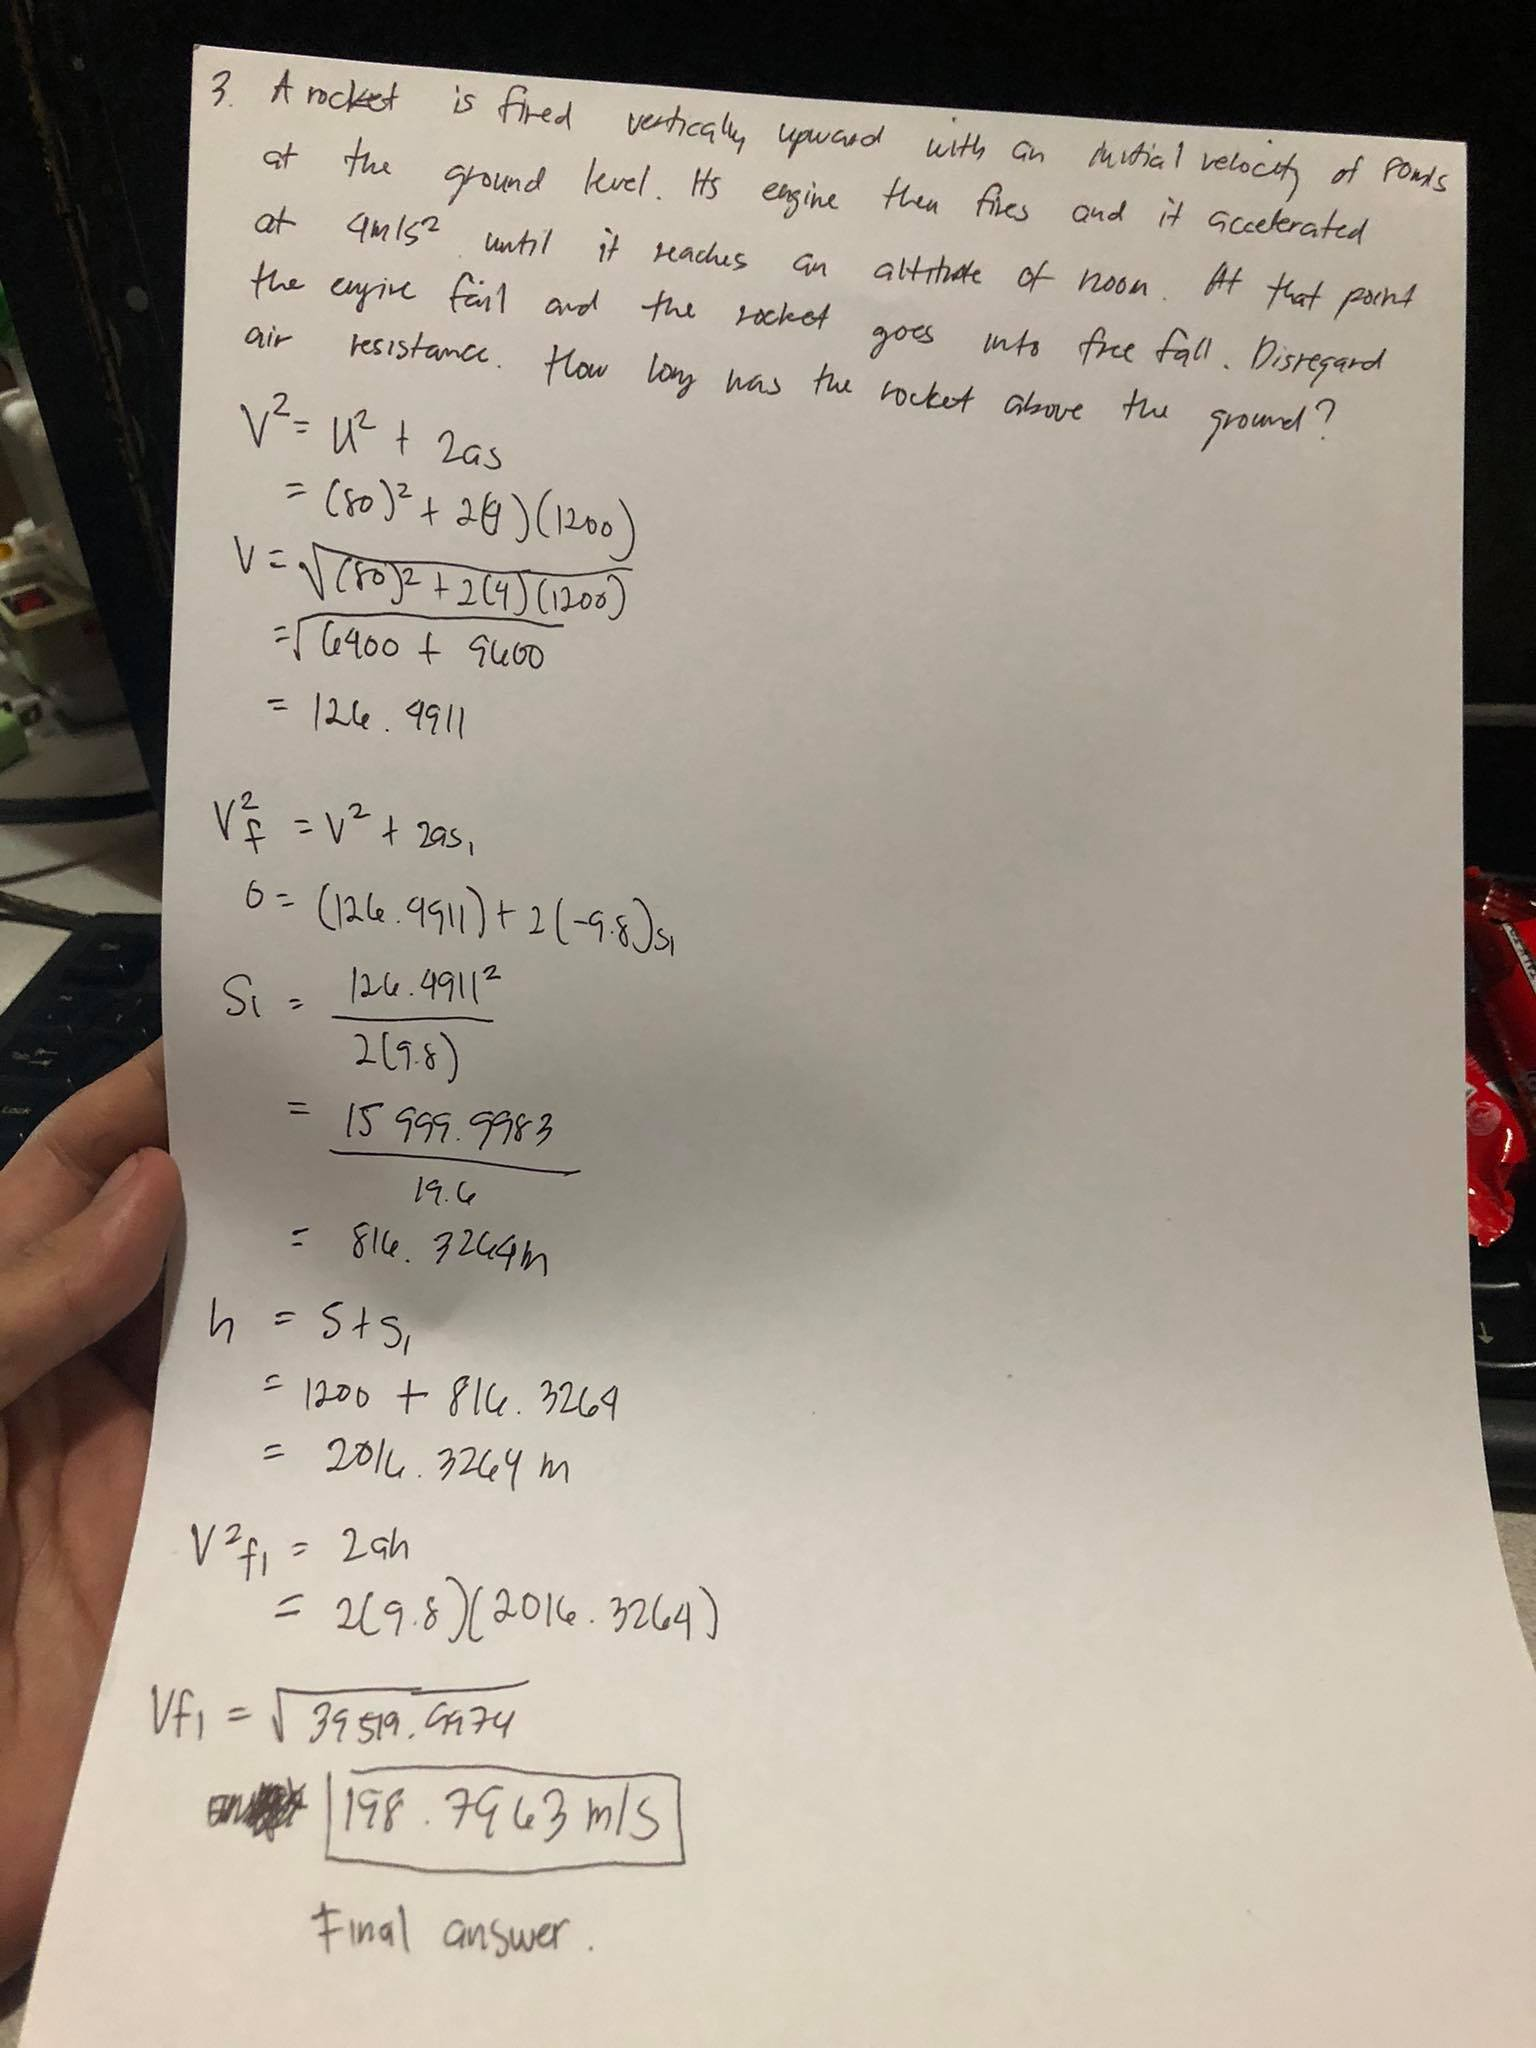 3. A rocket is fired vertically upward with an initial velocity of 80m/s
at the ground level. Its engine then fires and it accelerated
at 4m/s² until it reaches an altitude of 1200m. At that point
the engine fail and the rocket goes into free fall. Disregard
air resistance. How long was the rocket above the ground?
V² = U² + 2as
= (80)² + 2(4)(1200)
V = √(80)² + 2(4)(1200)
= √6400 + 9600
= 126.4911
V²f = V² + 2as₁
0 = (126.4911) + 2(-9.8)s₁
S₁ = 126.4911²
2(9.8)
= 15 999.9983
19.6
= 816.3264m
h = S+S₁
= 1200 + 816.3264
= 2016.3264 m
V²f₁ = 2ah
= 2(9.8)(2016.3264)
Vf₁ = √39519.9974
198.7963 m/s
Final answer.